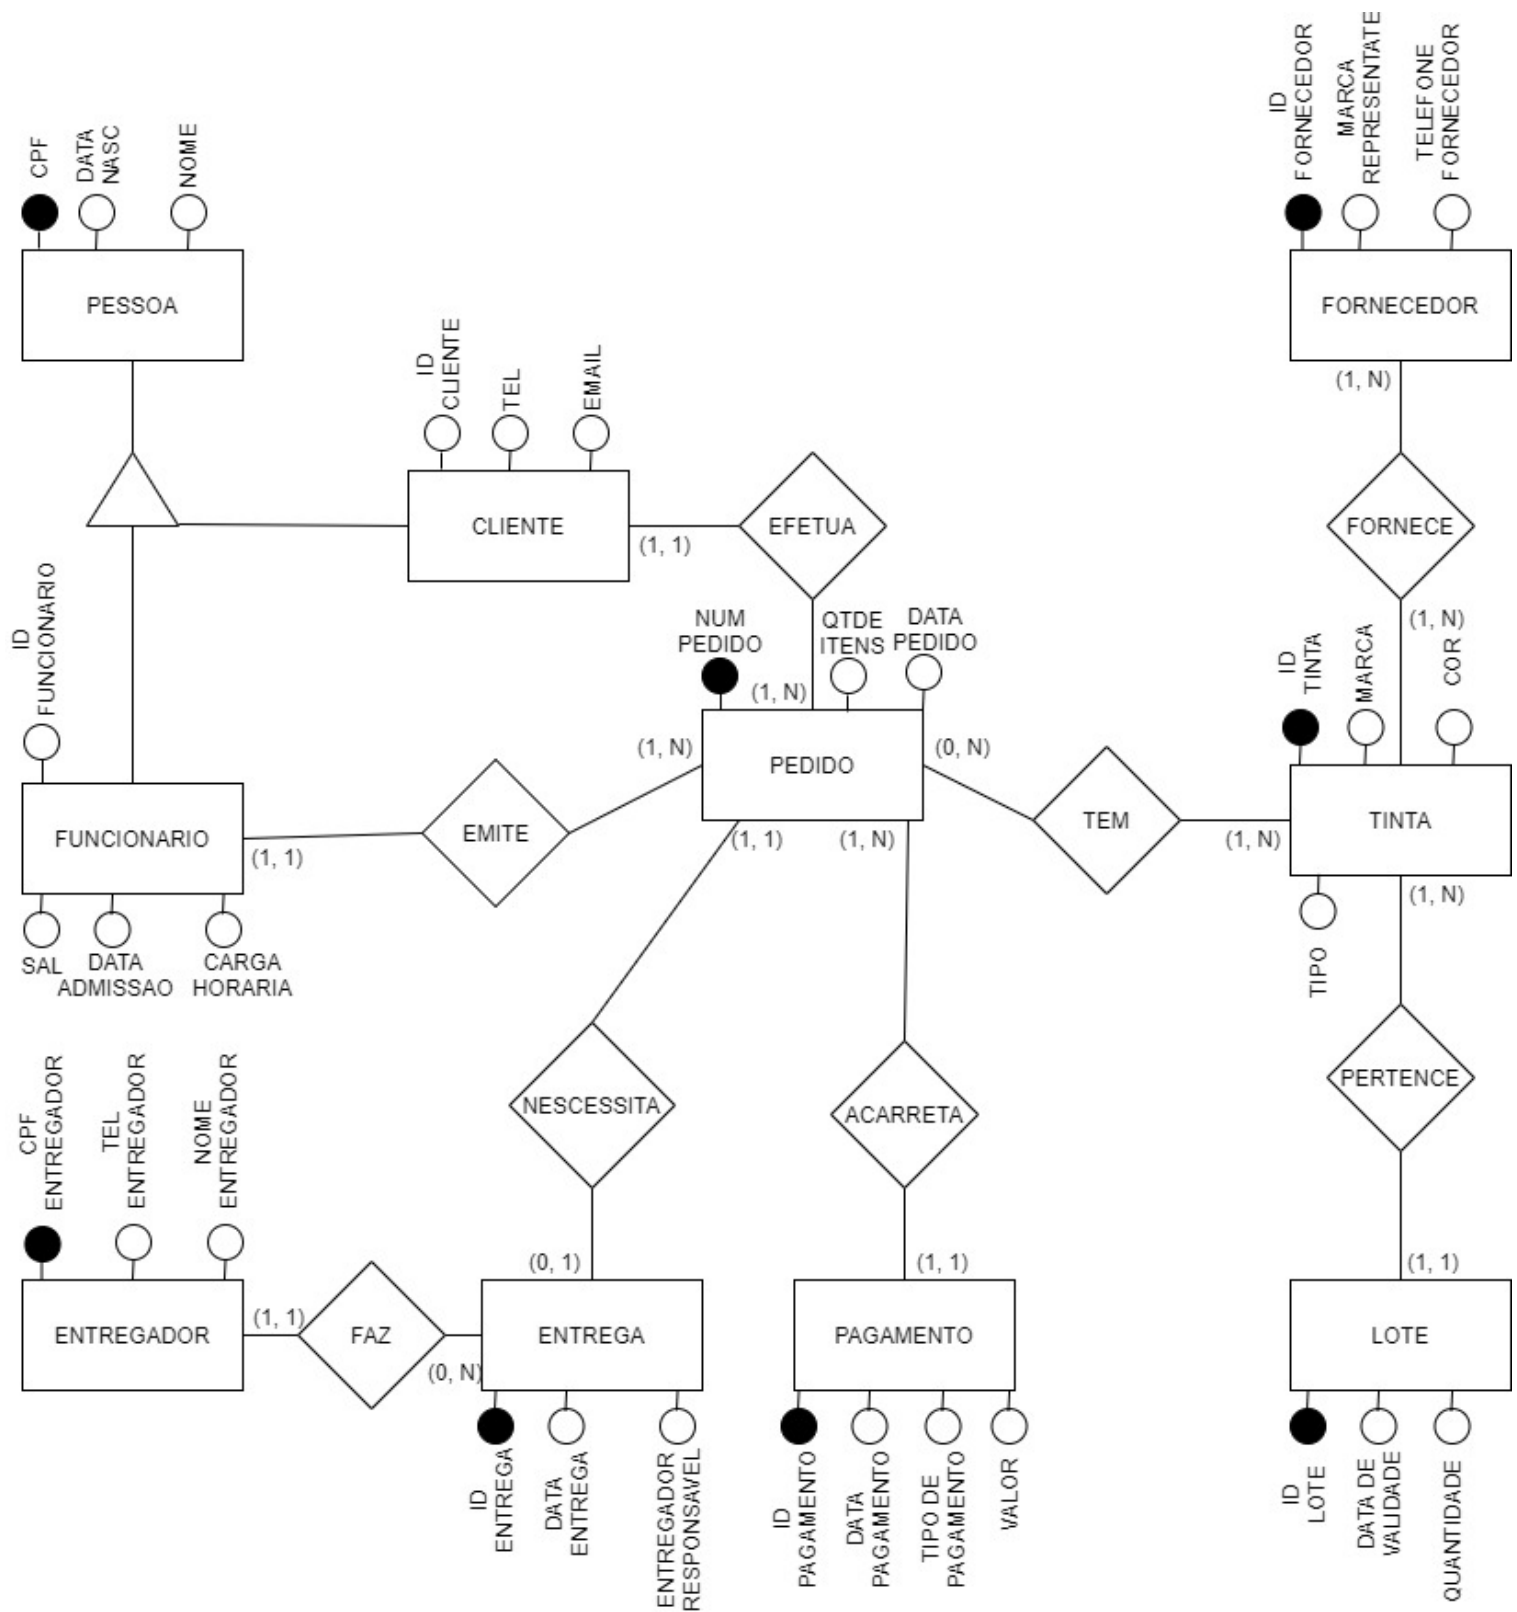 ID
FORNECEDOR
MARCA
REPRESENTATE
TELEFONE
FORNECEDOR
CPF
DATA
NASC
NOME
PESSOA
FORNECEDOR
(1, N)
ID
CLIENTE
TEL
EMAIL
CLIENTE
(1, 1)
EFETUA
FORNECE
(1, N)
ID
FUNCIONARIO
NUM
PEDIDO
QTDE
ITENS
DATA
PEDIDO
(1, N)
ID
TINTA
MARCA
COR
(1, N)
PEDIDO
(0, N)
FUNCIONARIO
(1, 1)
EMITE
(1, 1)
(1, N)
TEM
(1, N)
TINTA
(1, N)
SAL
DATA
ADMISSAO
CARGA
HORARIA
TIPO
CPF
ENTREGADOR
TEL
ENTREGADOR
NOME
ENTREGADOR
NESCESSITA
ACARRETA
PERTENCE
(0, 1)
(1, 1)
(1, 1)
ENTREGADOR
(1, 1)
FAZ
(0, N)
ENTREGA
PAGAMENTO
LOTE
ID
ENTREGA
DATA
ENTREGA
ENTREGADOR
RESPONSAVEL
ID
PAGAMENTO
DATA
PAGAMENTO
TIPO DE
PAGAMENTO
VALOR
ID
LOTE
DATA DE
VALIDADE
QUANTIDADE